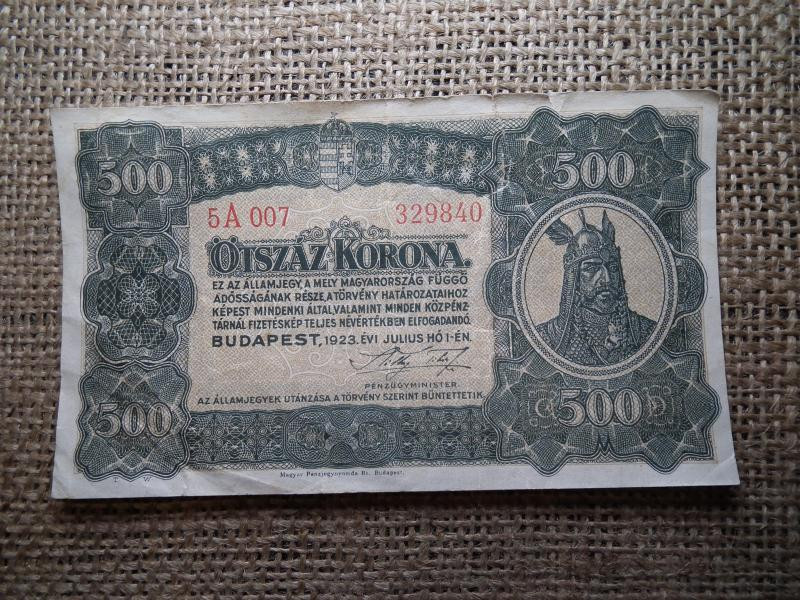 500
500
5A 007 329840
ÖTSZÁZ KORONA.
EZ AZ ÁLLAMJEGY, A MELY MAGYARORSZÁG FÜGGŐ
ADÓSSÁGÁNAK RÉSZE, A TÖRVÉNY HATÁROZATAIHOZ
KÉPEST MINDENKI ÁLTAL, VALAMINT MINDEN KÖZPÉNZ-
TÁRNÁL FIZETÉSKÉP TELJES NÉVÉRTÉKBEN ELFOGADANDÓ.
BUDAPEST, 1923. ÉVI JULIUS HÓ 1-ÉN.
PÉNZÜGYMINISTER.
AZ ÁLLAMJEGYEK UTÁNZÁSA A TÖRVÉNY SZERINT BÜNTETTETIK.
500
500
Magyar Pénzjegynyomda Rt. Budapest.